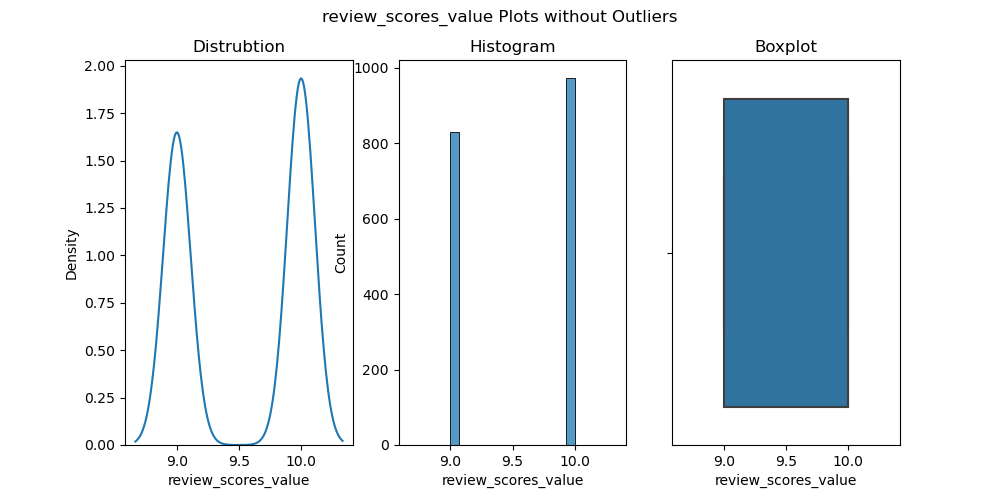 review_scores_value Plots without Outliers
Distrubtion
Density
2.00
1.75
1.50
1.25
1.00
0.75
0.50
0.25
0.00
9.0 9.5 10.0
review_scores_value
Histogram
Count
1000
800
600
400
200
0
9.0 9.5 10.0
review_scores_value
Boxplot
9.0 9.5 10.0
review_scores_value